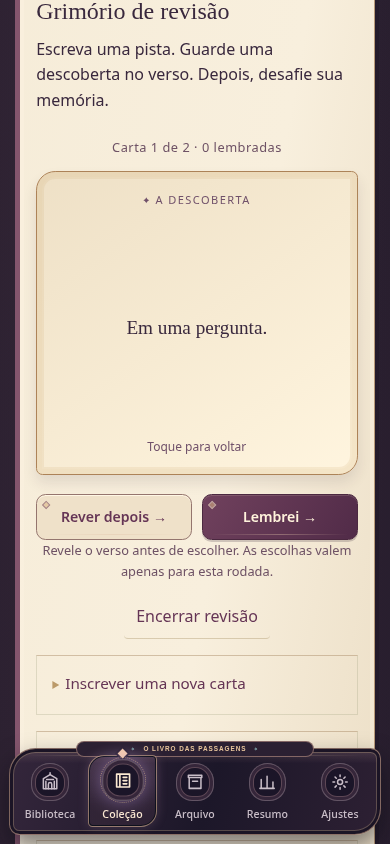 Grimório de revisão
Escreva uma pista. Guarde uma
descoberta no verso. Depois, desafie sua
memória.
Carta 1 de 2 · 0 lembradas
✦ A DESCOBERTA
Em uma pergunta.
Toque para voltar
Rever depois →
Lembrei →
Revele o verso antes de escolher. As escolhas valem
apenas para esta rodada.
Encerrar revisão
▸ Inscrever uma nova carta
O LIVRO DAS PASSAGENS
Biblioteca
Coleção
Arquivo
Resumo
Ajustes